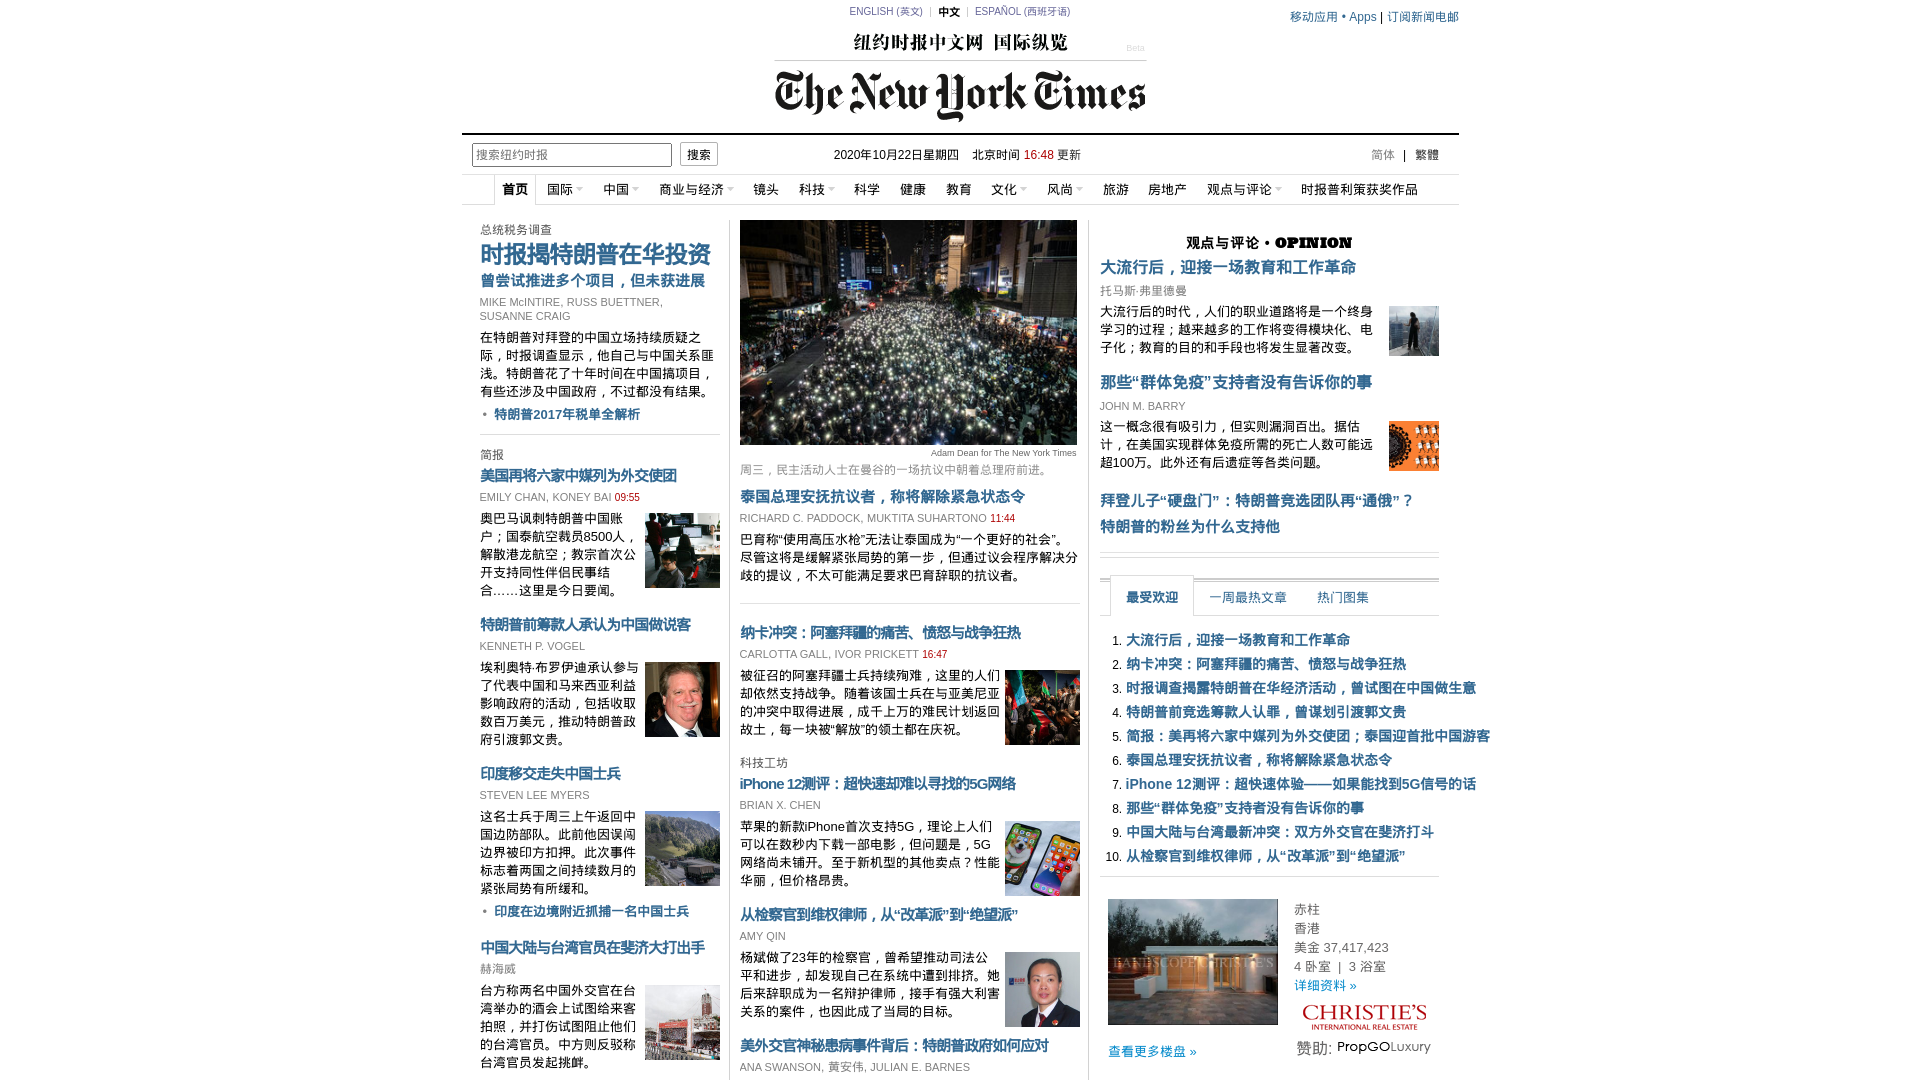 ENGLISH (英文)
中文
ESPAÑOL (西班牙语)
移动应用 • Apps | 订阅新闻电邮
纽约时报中文网 国际纵览
Beta
The New York Times
搜索纽约时报
搜索
2020年10月22日星期四 北京时间 16:48 更新
简体 | 繁體
首页 国际 中国 商业与经济 镜头 科技 科学 健康 教育 文化 风尚 旅游 房地产 观点与评论 时报普利策获奖作品
总统税务调查
时报揭特朗普在华投资
曾尝试推进多个项目，但未获进展
MIKE McINTIRE, RUSS BUETTNER,
SUSANNE CRAIG
在特朗普对拜登的中国立场持续质疑之
际，时报调查显示，他自己与中国关系匪
浅。特朗普花了十年时间在中国搞项目，
有些还涉及中国政府，不过都没有结果。
• 特朗普2017年税单全解析
简报
美国再将六家中媒列为外交使团
EMILY CHAN, KONEY BAI 09:55
奥巴马讽刺特朗普中国账
户；国泰航空裁员8500人，
解散港龙航空；教宗首次公
开支持同性伴侣民事结
合……这里是今日要闻。
特朗普前筹款人承认为中国做说客
KENNETH P. VOGEL
埃利奥特·布罗伊迪承认参与
了代表中国和马来西亚利益
影响政府的活动，包括收取
数百万美元，推动特朗普政
府引渡郭文贵。
印度移交走失中国士兵
STEVEN LEE MYERS
这名士兵于周三上午返回中
国边防部队。此前他因误闯
边界被印方扣押。此次事件
标志着两国之间持续数月的
紧张局势有所缓和。
• 印度在边境附近抓捕一名中国士兵
中国大陆与台湾官员在斐济大打出手
赫海威
台方称两名中国外交官在台
湾举办的酒会上试图给来客
拍照，并打伤试图阻止他们
的台湾官员。中方则反驳称
台湾官员发起挑衅。
Adam Dean for The New York Times
周三，民主活动人士在曼谷的一场抗议中朝着总理府前进。
泰国总理安抚抗议者，称将解除紧急状态令
RICHARD C. PADDOCK, MUKTITA SUHARTONO 11:44
巴育称“使用高压水枪”无法让泰国成为“一个更好的社会”。
尽管这将是缓解紧张局势的第一步，但通过议会程序解决分
歧的提议，不太可能满足要求巴育辞职的抗议者。
纳卡冲突：阿塞拜疆的痛苦、愤怒与战争狂热
CARLOTTA GALL, IVOR PRICKETT 16:47
被征召的阿塞拜疆士兵持续殉难，这里的人们
却依然支持战争。随着该国士兵在与亚美尼亚
的冲突中取得进展，成千上万的难民计划返回
故土，每一块被“解放”的领土都在庆祝。
科技工坊
iPhone 12测评：超快速却难以寻找的5G网络
BRIAN X. CHEN
苹果的新款iPhone首次支持5G，理论上人们
可以在数秒内下载一部电影，但问题是，5G
网络尚未铺开。至于新机型的其他卖点？性能
华丽，但价格昂贵。
从检察官到维权律师，从“改革派”到“绝望派”
AMY QIN
杨斌做了23年的检察官，曾希望推动司法公
平和进步，却发现自己在系统中遭到排挤。她
后来辞职成为一名辩护律师，接手有强大利害
关系的案件，也因此成了当局的目标。
美外交官神秘患病事件背后：特朗普政府如何应对
ANA SWANSON, 黄安伟, JULIAN E. BARNES
观点与评论 • OPINION
大流行后，迎接一场教育和工作革命
托马斯·弗里德曼
大流行后的时代，人们的职业道路将是一个终身
学习的过程；越来越多的工作将变得模块化、电
子化；教育的目的和手段也将发生显著改变。
那些“群体免疫”支持者没有告诉你的事
JOHN M. BARRY
这一概念很有吸引力，但实则漏洞百出。据估
计，在美国实现群体免疫所需的死亡人数可能远
超100万。此外还有后遗症等各类问题。
拜登儿子“硬盘门”：特朗普竞选团队再“通俄”？
特朗普的粉丝为什么支持他
最受欢迎 一周最热文章 热门图集
1. 大流行后，迎接一场教育和工作革命
2. 纳卡冲突：阿塞拜疆的痛苦、愤怒与战争狂热
3. 时报调查揭露特朗普在华经济活动，曾试图在中国做生意
4. 特朗普前竞选筹款人认罪，曾谋划引渡郭文贵
5. 简报：美再将六家中媒列为外交使团；泰国迎首批中国游客
6. 泰国总理安抚抗议者，称将解除紧急状态令
7. iPhone 12测评：超快速体验——如果能找到5G信号的话
8. 那些“群体免疫”支持者没有告诉你的事
9. 中国大陆与台湾最新冲突：双方外交官在斐济打斗
10. 从检察官到维权律师，从“改革派”到“绝望派”
LANDSCOPE CHRISTIE'S
赤柱
香港
美金 37,417,423
4 卧室 | 3 浴室
详细资料 »
CHRISTIE'S
INTERNATIONAL REAL ESTATE
查看更多楼盘 »
赞助: PropGOLuxury